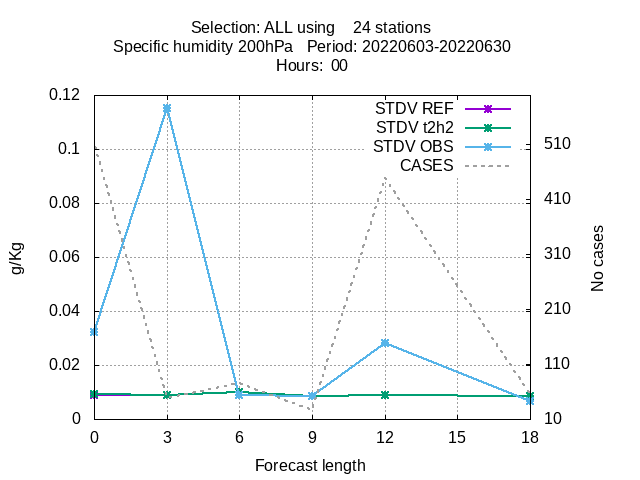 Selection: ALL using 24 stations
Specific humidity 200hPa Period: 20220603-20220630
Hours: 00
STDV REF
STDV t2h2
STDV OBS
CASES
0.12
0.1
0.08
0.06
0.04
0.02
0
g/Kg
510
410
310
210
110
10
No cases
0 3 6 9 12 15 18
Forecast length